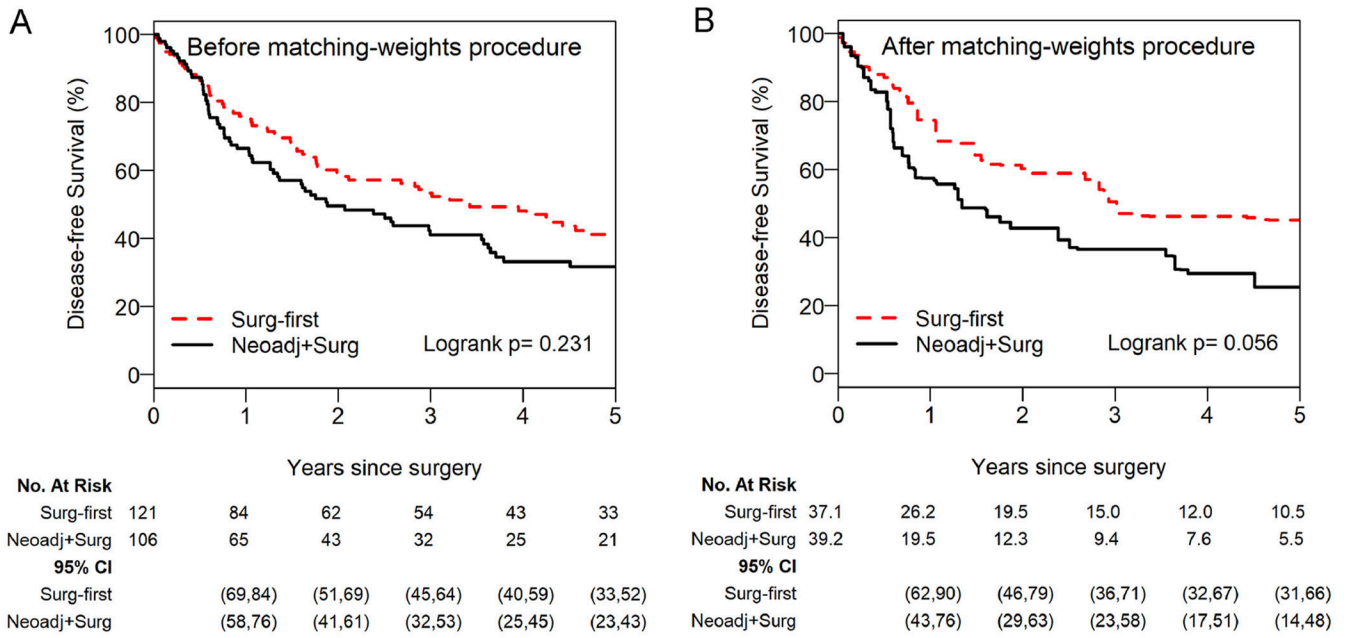 A
Before matching-weights procedure
Disease-free Survival (%)
100
80
60
40
20
0
Surg-first
Neoadj+Surg
Logrank p= 0.231
0 1 2 3 4 5
Years since surgery
No. At Risk
Surg-first 121 84 62 54 43 33
Neoadj+Surg 106 65 43 32 25 21
95% CI
Surg-first (69,84) (51,69) (45,64) (40,59) (33,52)
Neoadj+Surg (58,76) (41,61) (32,53) (25,45) (23,43)
B
After matching-weights procedure
Disease-free Survival (%)
100
80
60
40
20
0
Surg-first
Neoadj+Surg
Logrank p= 0.056
0 1 2 3 4 5
Years since surgery
No. At Risk
Surg-first 37.1 26.2 19.5 15.0 12.0 10.5
Neoadj+Surg 39.2 19.5 12.3 9.4 7.6 5.5
95% CI
Surg-first (62,90) (46,79) (36,71) (32,67) (31,66)
Neoadj+Surg (43,76) (29,63) (23,58) (17,51) (14,48)